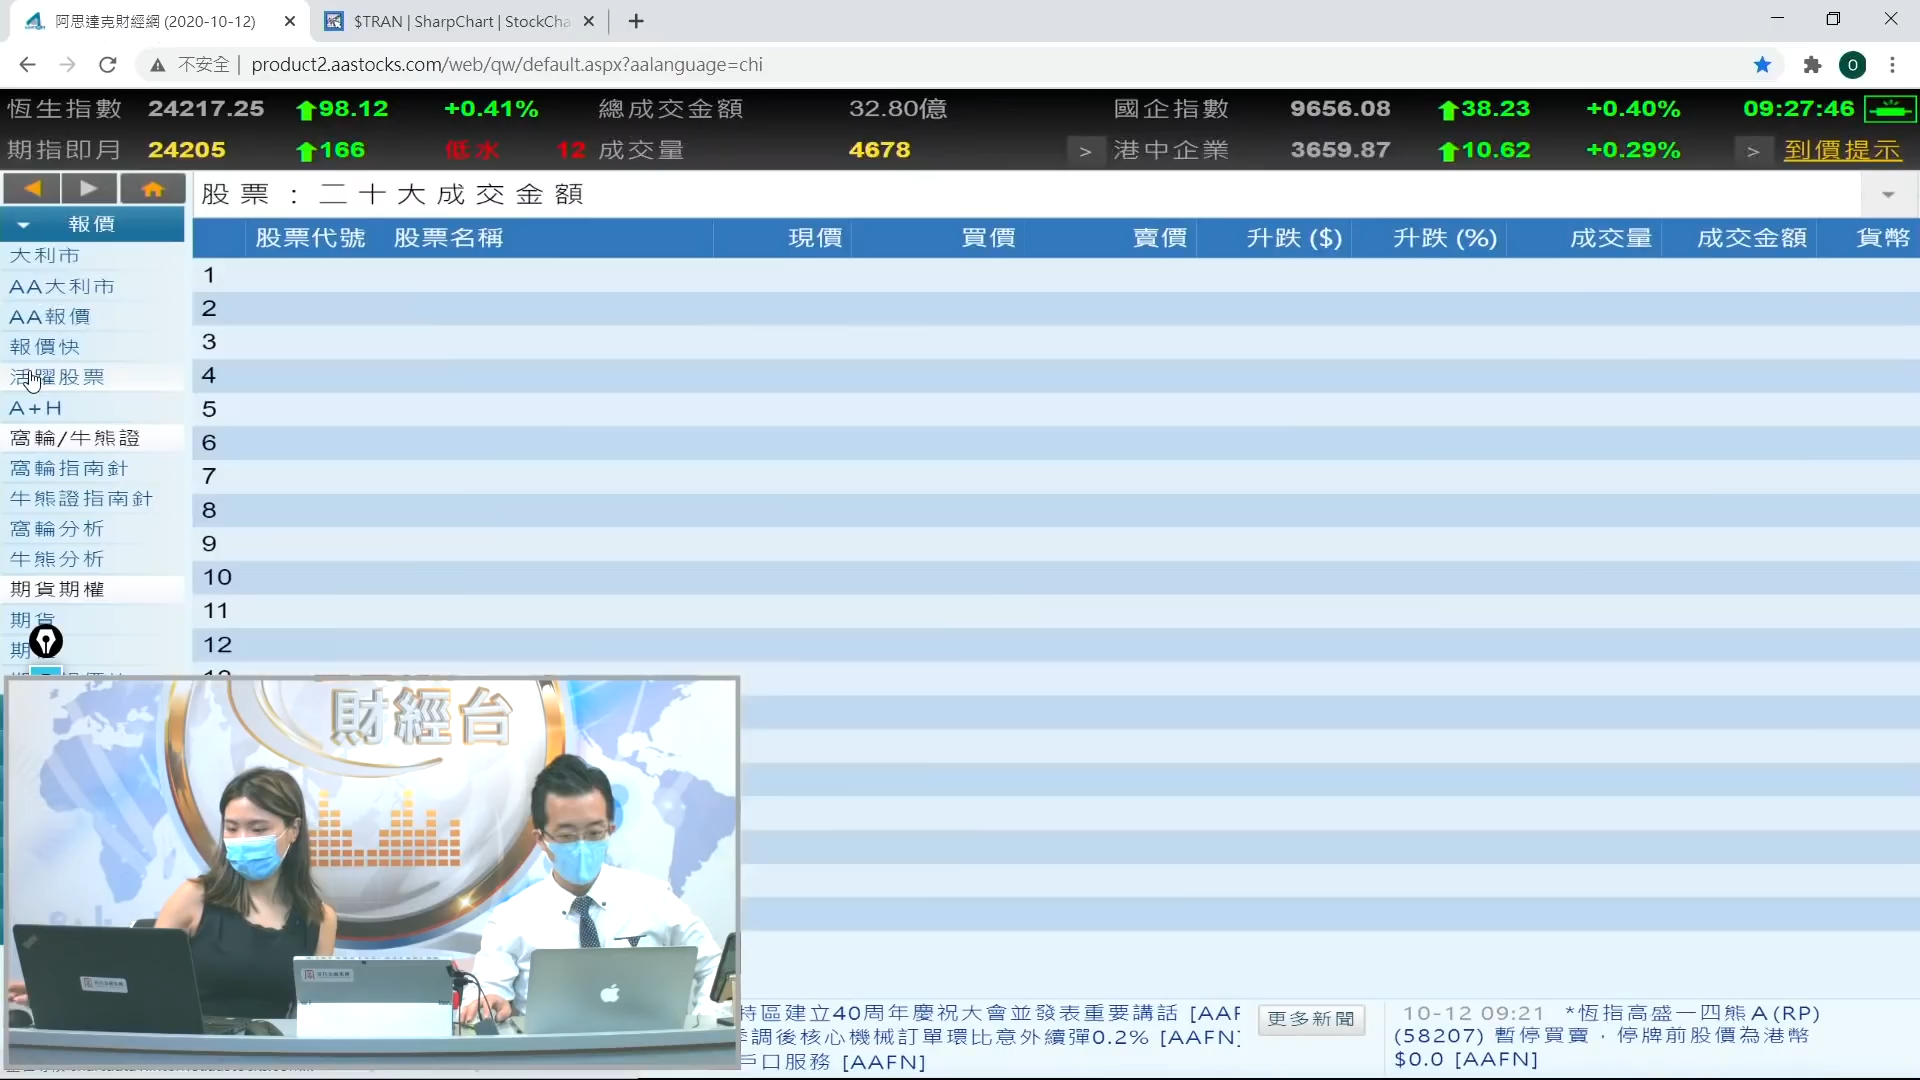 阿思達克財經網 (2020-10-12)
$TRAN | SharpChart | StockCha
不安全 | product2.aastocks.com/web/qw/default.aspx?aalanguage=chi
恆生指數 24217.25 98.12 +0.41% 總成交金額 32.80億 國企指數 9656.08 38.23 +0.40% 09:27:46
期指即月 24205 166 低水 12 成交量 4678 > 港中企業 3659.87 10.62 +0.29% > 到價提示
股票：二十大成交金額
報價
股票代號 股票名稱 現價 買價 賣價 升跌 ($) 升跌 (%) 成交量 成交金額 貨幣
大利市
AA大利市
AA報價
報價快
活躍股票
A+H
窩輪/牛熊證
窩輪指南針
牛熊證指南針
窩輪分析
牛熊分析
期貨期權
期貨
期
1
2
3
4
5
6
7
8
9
10
11
12
財經台
特區建立40周年慶祝大會並發表重要講話 [AAF
調後核心機械訂單環比意外續彈0.2% [AAFN]
戶口服務 [AAFN]
更多新聞
10-12 09:21 *恆指高盛一四熊A(RP)
(58207) 暫停買賣，停牌前股價為港幣
$0.0 [AAFN]